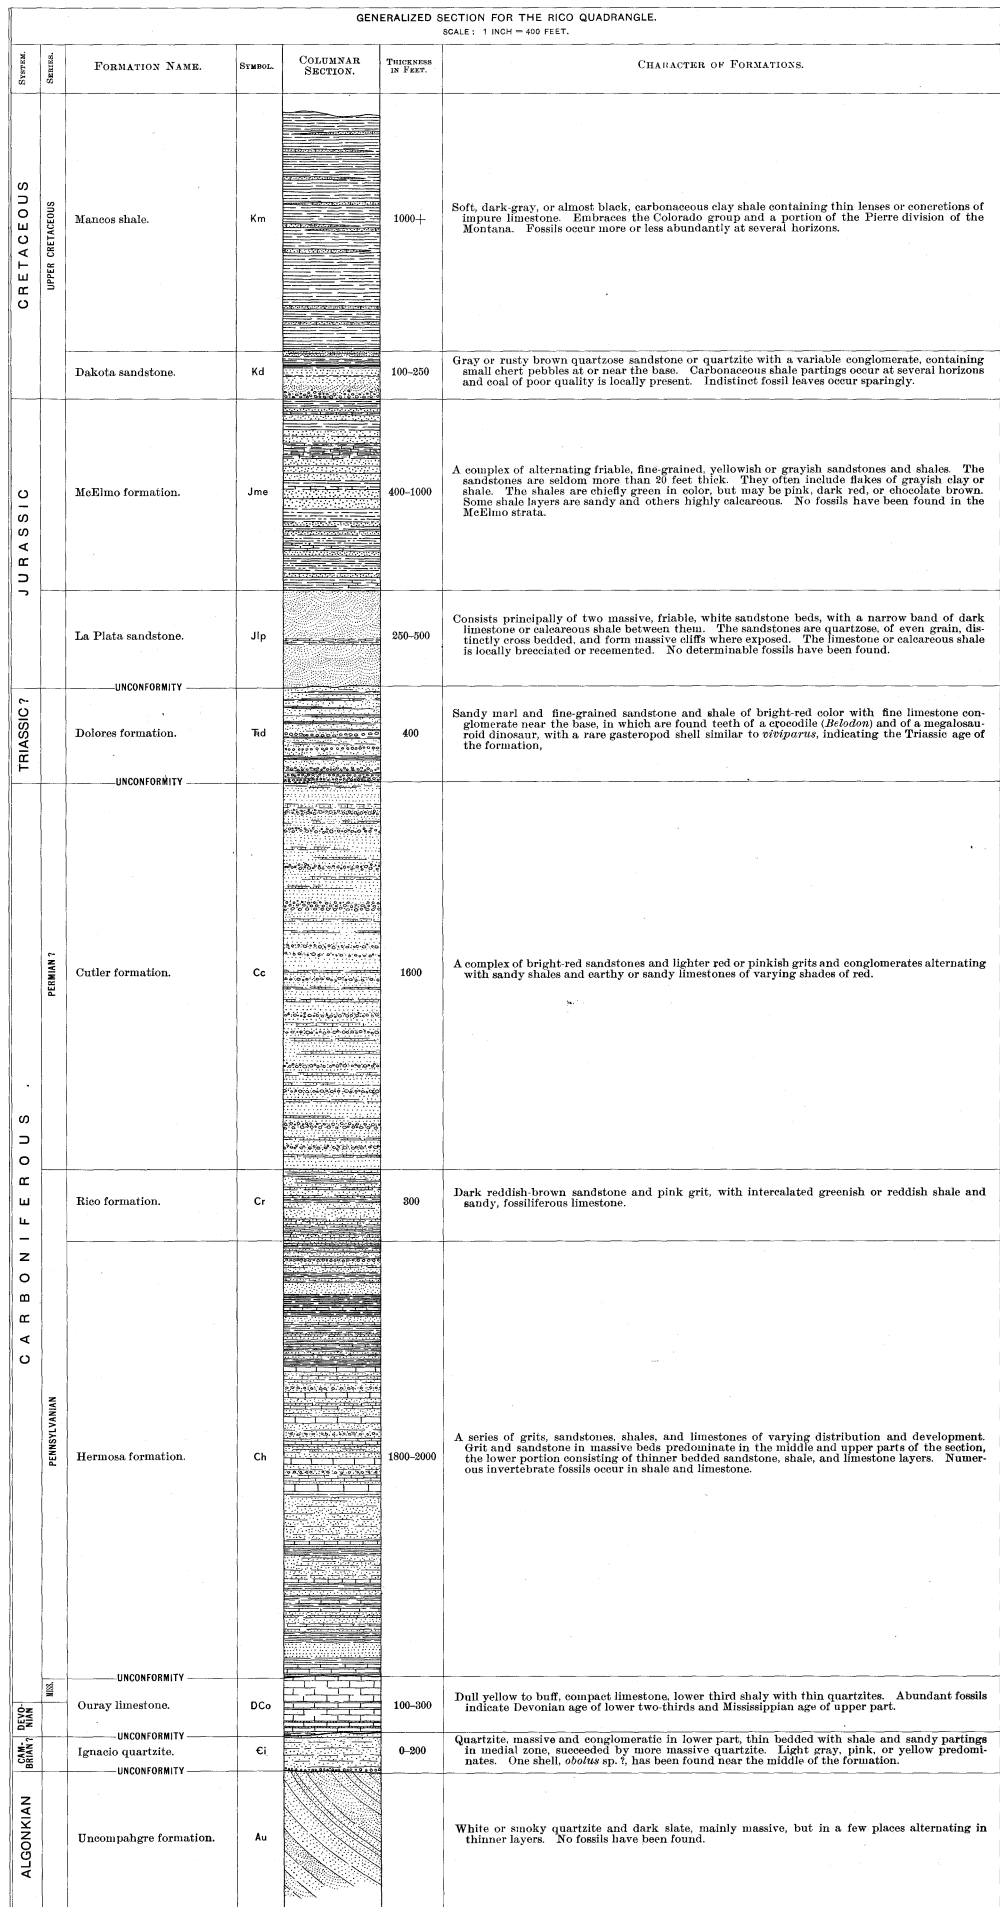 GENERALIZED SECTION FOR THE RICO QUADRANGLE.
SCALE: 1 INCH = 400 FEET.
SYSTEM.
SERIES.
FORMATION NAME.
SYMBOL.
COLUMNAR
SECTION.
THICKNESS
IN FEET.
CHARACTER OF FORMATIONS.
CRETACEOUS
UPPER CRETACEOUS
Mancos shale.
Km
1000+
Soft, dark-gray, or almost black, carbonaceous clay shale containing thin lenses or concretions of
impure limestone. Embraces the Colorado group and a portion of the Pierre division of the
Montana. Fossils occur more or less abundantly at several horizons.
Dakota sandstone.
Kd
100–250
Gray or rusty brown quartzose sandstone or quartzite with a variable conglomerate, containing
small chert pebbles at or near the base. Carbonaceous shale partings occur at several horizons
and coal of poor quality is locally present. Indistinct fossil leaves occur sparingly.
JURASSIC
McElmo formation.
Jme
400–1000
A complex of alternating friable, fine-grained, yellowish or grayish sandstones and shales. The
sandstones are seldom more than 20 feet thick. They often include flakes of grayish clay or
shale. The shales are chiefly green in color, but may be pink, dark red, or chocolate brown.
Some shale layers are sandy and others highly calcareous. No fossils have been found in the
McElmo strata.
La Plata sandstone.
Jlp
250–500
Consists principally of two massive, friable, white sandstone beds, with a narrow band of dark
limestone or calcareous shale between them. The sandstones are quartzose, of even grain, dis-
tinctly cross bedded, and form massive cliffs where exposed. The limestone or calcareous shale
is locally brecciated or recemented. No determinable fossils have been found.
UNCONFORMITY
TRIASSIC?
Dolores formation.
Ꞧd
400
Sandy marl and fine-grained sandstone and shale of bright-red color with fine limestone con-
glomerate near the base, in which are found teeth of a crocodile (Belodon) and of a megalosau-
roid dinosaur, with a rare gasteropod shell similar to viviparus, indicating the Triassic age of
the formation,
UNCONFORMITY
CARBONIFEROUS.
PERMIAN?
Cutler formation.
Cc
1600
A complex of bright-red sandstones and lighter red or pinkish grits and conglomerates alternating
with sandy shales and earthy or sandy limestones of varying shades of red.
Rico formation.
Cr
300
Dark reddish-brown sandstone and pink grit, with intercalated greenish or reddish shale and
sandy, fossiliferous limestone.
PENNSYLVANIAN
Hermosa formation.
Ch
1800–2000
A series of grits, sandstones, shales, and limestones of varying distribution and development.
Grit and sandstone in massive beds predominate in the middle and upper parts of the section,
the lower portion consisting of thinner bedded sandstone, shale, and limestone layers. Numer-
ous invertebrate fossils occur in shale and limestone.
UNCONFORMITY
MISS.
DEVO-
NIAN
Ouray limestone.
DCo
100–300
Dull yellow to buff, compact limestone, lower third shaly with thin quartzites. Abundant fossils
indicate Devonian age of lower two-thirds and Mississippian age of upper part.
UNCONFORMITY
CAM-
BRIAN?
Ignacio quartzite.
Єi
0–200
Quartzite, massive and conglomeratic in lower part, thin bedded with shale and sandy partings
in medial zone, succeeded by more massive quartzite. Light gray, pink, or yellow predomi-
nates. One shell, obolus sp. ?, has been found near the middle of the formation.
UNCONFORMITY
ALGONKIAN
Uncompahgre formation.
Au
White or smoky quartzite and dark slate, mainly massive, but in a few places alternating in
thinner layers. No fossils have been found.